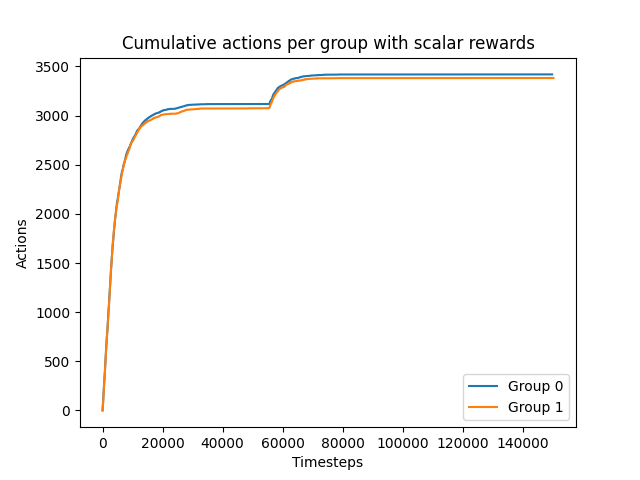 Cumulative actions per group with scalar rewards
3500
3000
2500
2000
1500
1000
500
0
Actions
0 20000 40000 60000 80000 100000 120000 140000
Timesteps
Group 0
Group 1